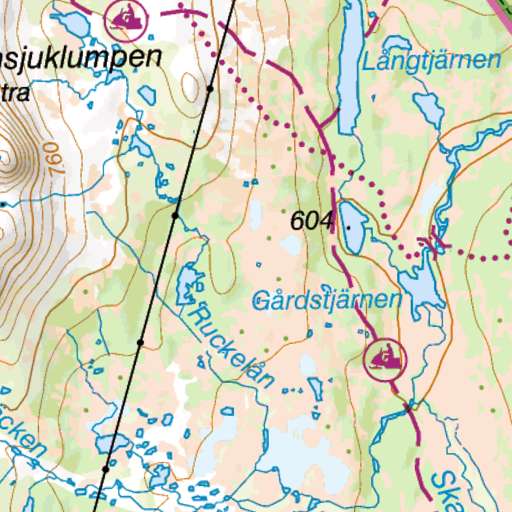 nsjuklumpen
tra
Långtjärnen
760
604
Gårdstjärnen
Ruckelån
cken
Ska